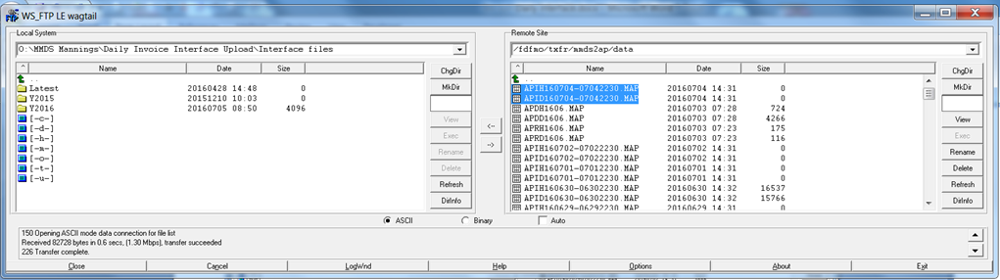 WS_FTP LE wagtail
Local System
O:\MMDS Mannings\Daily Invoice Interface Upload\Interface files
^ Name Date Size
..
Latest 20160428 14:48 0
Y2015 20151210 10:03 0
Y2016 20160705 08:50 4096
[-c-]
[-d-]
[-h-]
[-m-]
[-o-]
[-t-]
[-u-]
ChgDir
MkDir
View
Exec
Rename
Delete
Refresh
DirInfo
<--
-->
Remote Site
/fdfmo/txfr/mmds2ap/data
^ Name Date Size
..
APIH160704-07042230.MAP 20160704 14:31 0
APID160704-07042230.MAP 20160704 14:31 0
APDH1606.MAP 20160703 07:28 724
APDD1606.MAP 20160703 07:28 4266
APRH1606.MAP 20160703 07:23 175
APRD1606.MAP 20160703 07:23 116
APIH160702-07022230.MAP 20160702 14:31 0
APID160702-07022230.MAP 20160702 14:31 0
APID160701-07012230.MAP 20160701 14:31 0
APIH160701-07012230.MAP 20160701 14:31 0
APIH160630-06302230.MAP 20160630 14:32 16537
APID160630-06302230.MAP 20160630 14:32 15766
APIH160629-06292230.MAP 20160629 14:31 0
ChgDir
MkDir
View
Exec
Rename
Delete
Refresh
DirInfo
ASCII Binary Auto
150 Opening ASCII mode data connection for file list
Received 82728 bytes in 0.6 secs, (1.30 Mbps), transfer succeeded
226 Transfer complete.
Close Cancel LogWnd Help Options About Exit